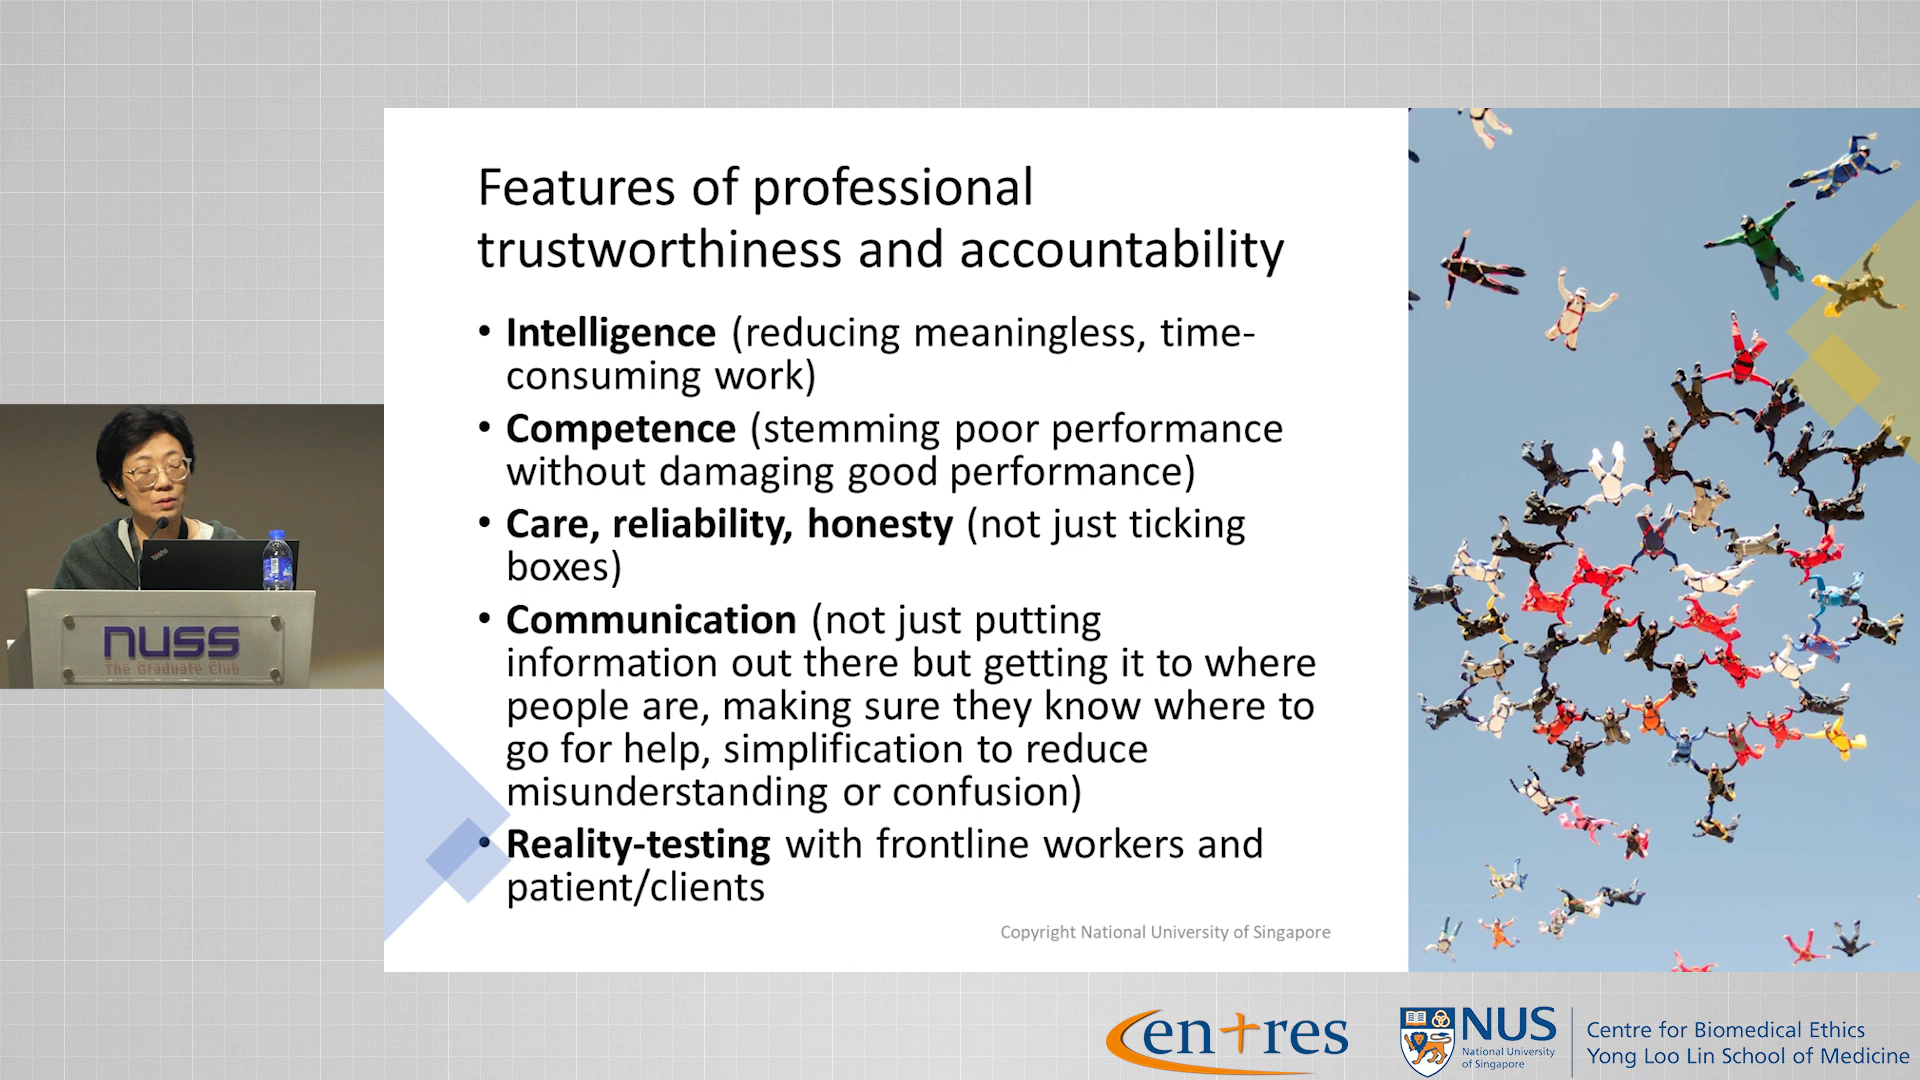 Features of professional
trustworthiness and accountability
• Intelligence (reducing meaningless, time-
consuming work)
• Competence (stemming poor performance
without damaging good performance)
• Care, reliability, honesty (not just ticking
boxes)
• Communication (not just putting
information out there but getting it to where
people are, making sure they know where to
go for help, simplification to reduce
misunderstanding or confusion)
• Reality-testing with frontline workers and
patient/clients
Copyright National University of Singapore
ThinkPad
NUSS
The Graduate Club
Centres
NUS
National University
of Singapore
Centre for Biomedical Ethics
Yong Loo Lin School of Medicine